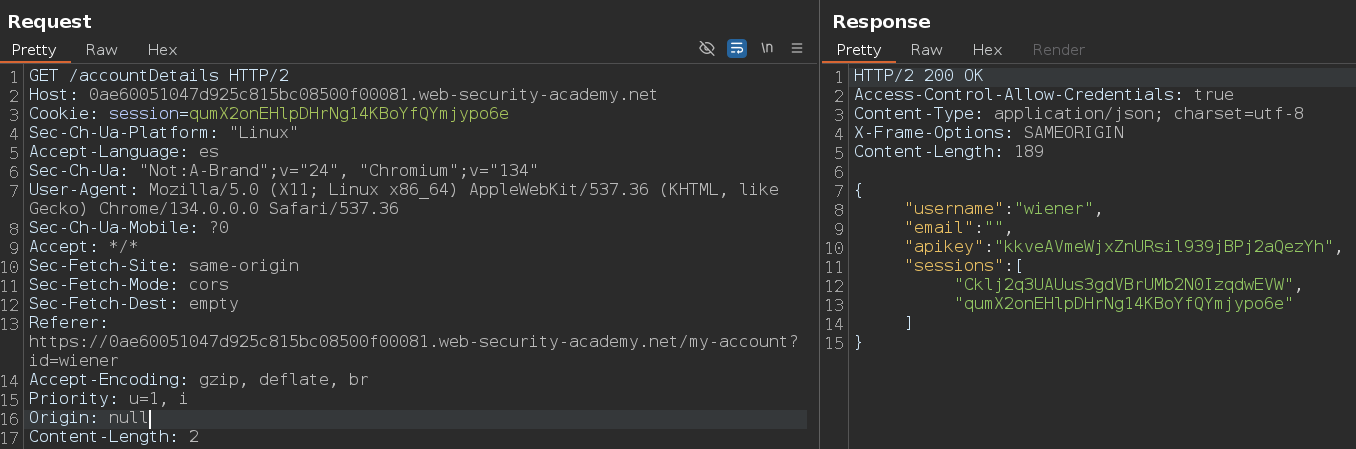 Request
Pretty Raw Hex
\n
1 GET /accountDetails HTTP/2
2 Host: 0ae60051047d925c815bc08500f00081.web-security-academy.net
3 Cookie: session=qumX2onEHlpDHrNg14KBoYfQYmjypo6e
4 Sec-Ch-Ua-Platform: "Linux"
5 Accept-Language: es
6 Sec-Ch-Ua: "Not:A-Brand";v="24", "Chromium";v="134"
7 User-Agent: Mozilla/5.0 (X11; Linux x86_64) AppleWebKit/537.36 (KHTML, like
Gecko) Chrome/134.0.0.0 Safari/537.36
8 Sec-Ch-Ua-Mobile: ?0
9 Accept: */*
10 Sec-Fetch-Site: same-origin
11 Sec-Fetch-Mode: cors
12 Sec-Fetch-Dest: empty
13 Referer:
https://0ae60051047d925c815bc08500f00081.web-security-academy.net/my-account?
id=wiener
14 Accept-Encoding: gzip, deflate, br
15 Priority: u=1, i
16 Origin: null
17 Content-Length: 2
Response
Pretty Raw Hex Render
1 HTTP/2 200 OK
2 Access-Control-Allow-Credentials: true
3 Content-Type: application/json; charset=utf-8
4 X-Frame-Options: SAMEORIGIN
5 Content-Length: 189
6
7 {
8 "username":"wiener",
9 "email":"",
10 "apikey":"kkveAVmeWjxZnURsil939jBPj2aQezYh",
11 "sessions":[
12 "Cklj2q3UAUus3gdVBrUMb2N0IzqdwEVW",
13 "qumX2onEHlpDHrNg14KBoYfQYmjypo6e"
14 ]
15 }